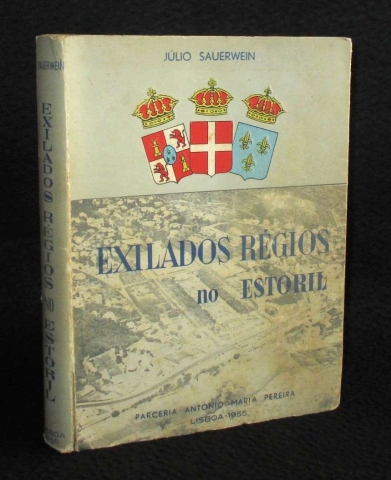 JÚLIO SAUERWEIN
EXILADOS RÉGIOS
no ESTORIL
PARCERIA ANTÓNIO MARIA PEREIRA
LISBOA-1955
SAUERWEIN
EXILADOS RÉGIOS NO ESTORIL